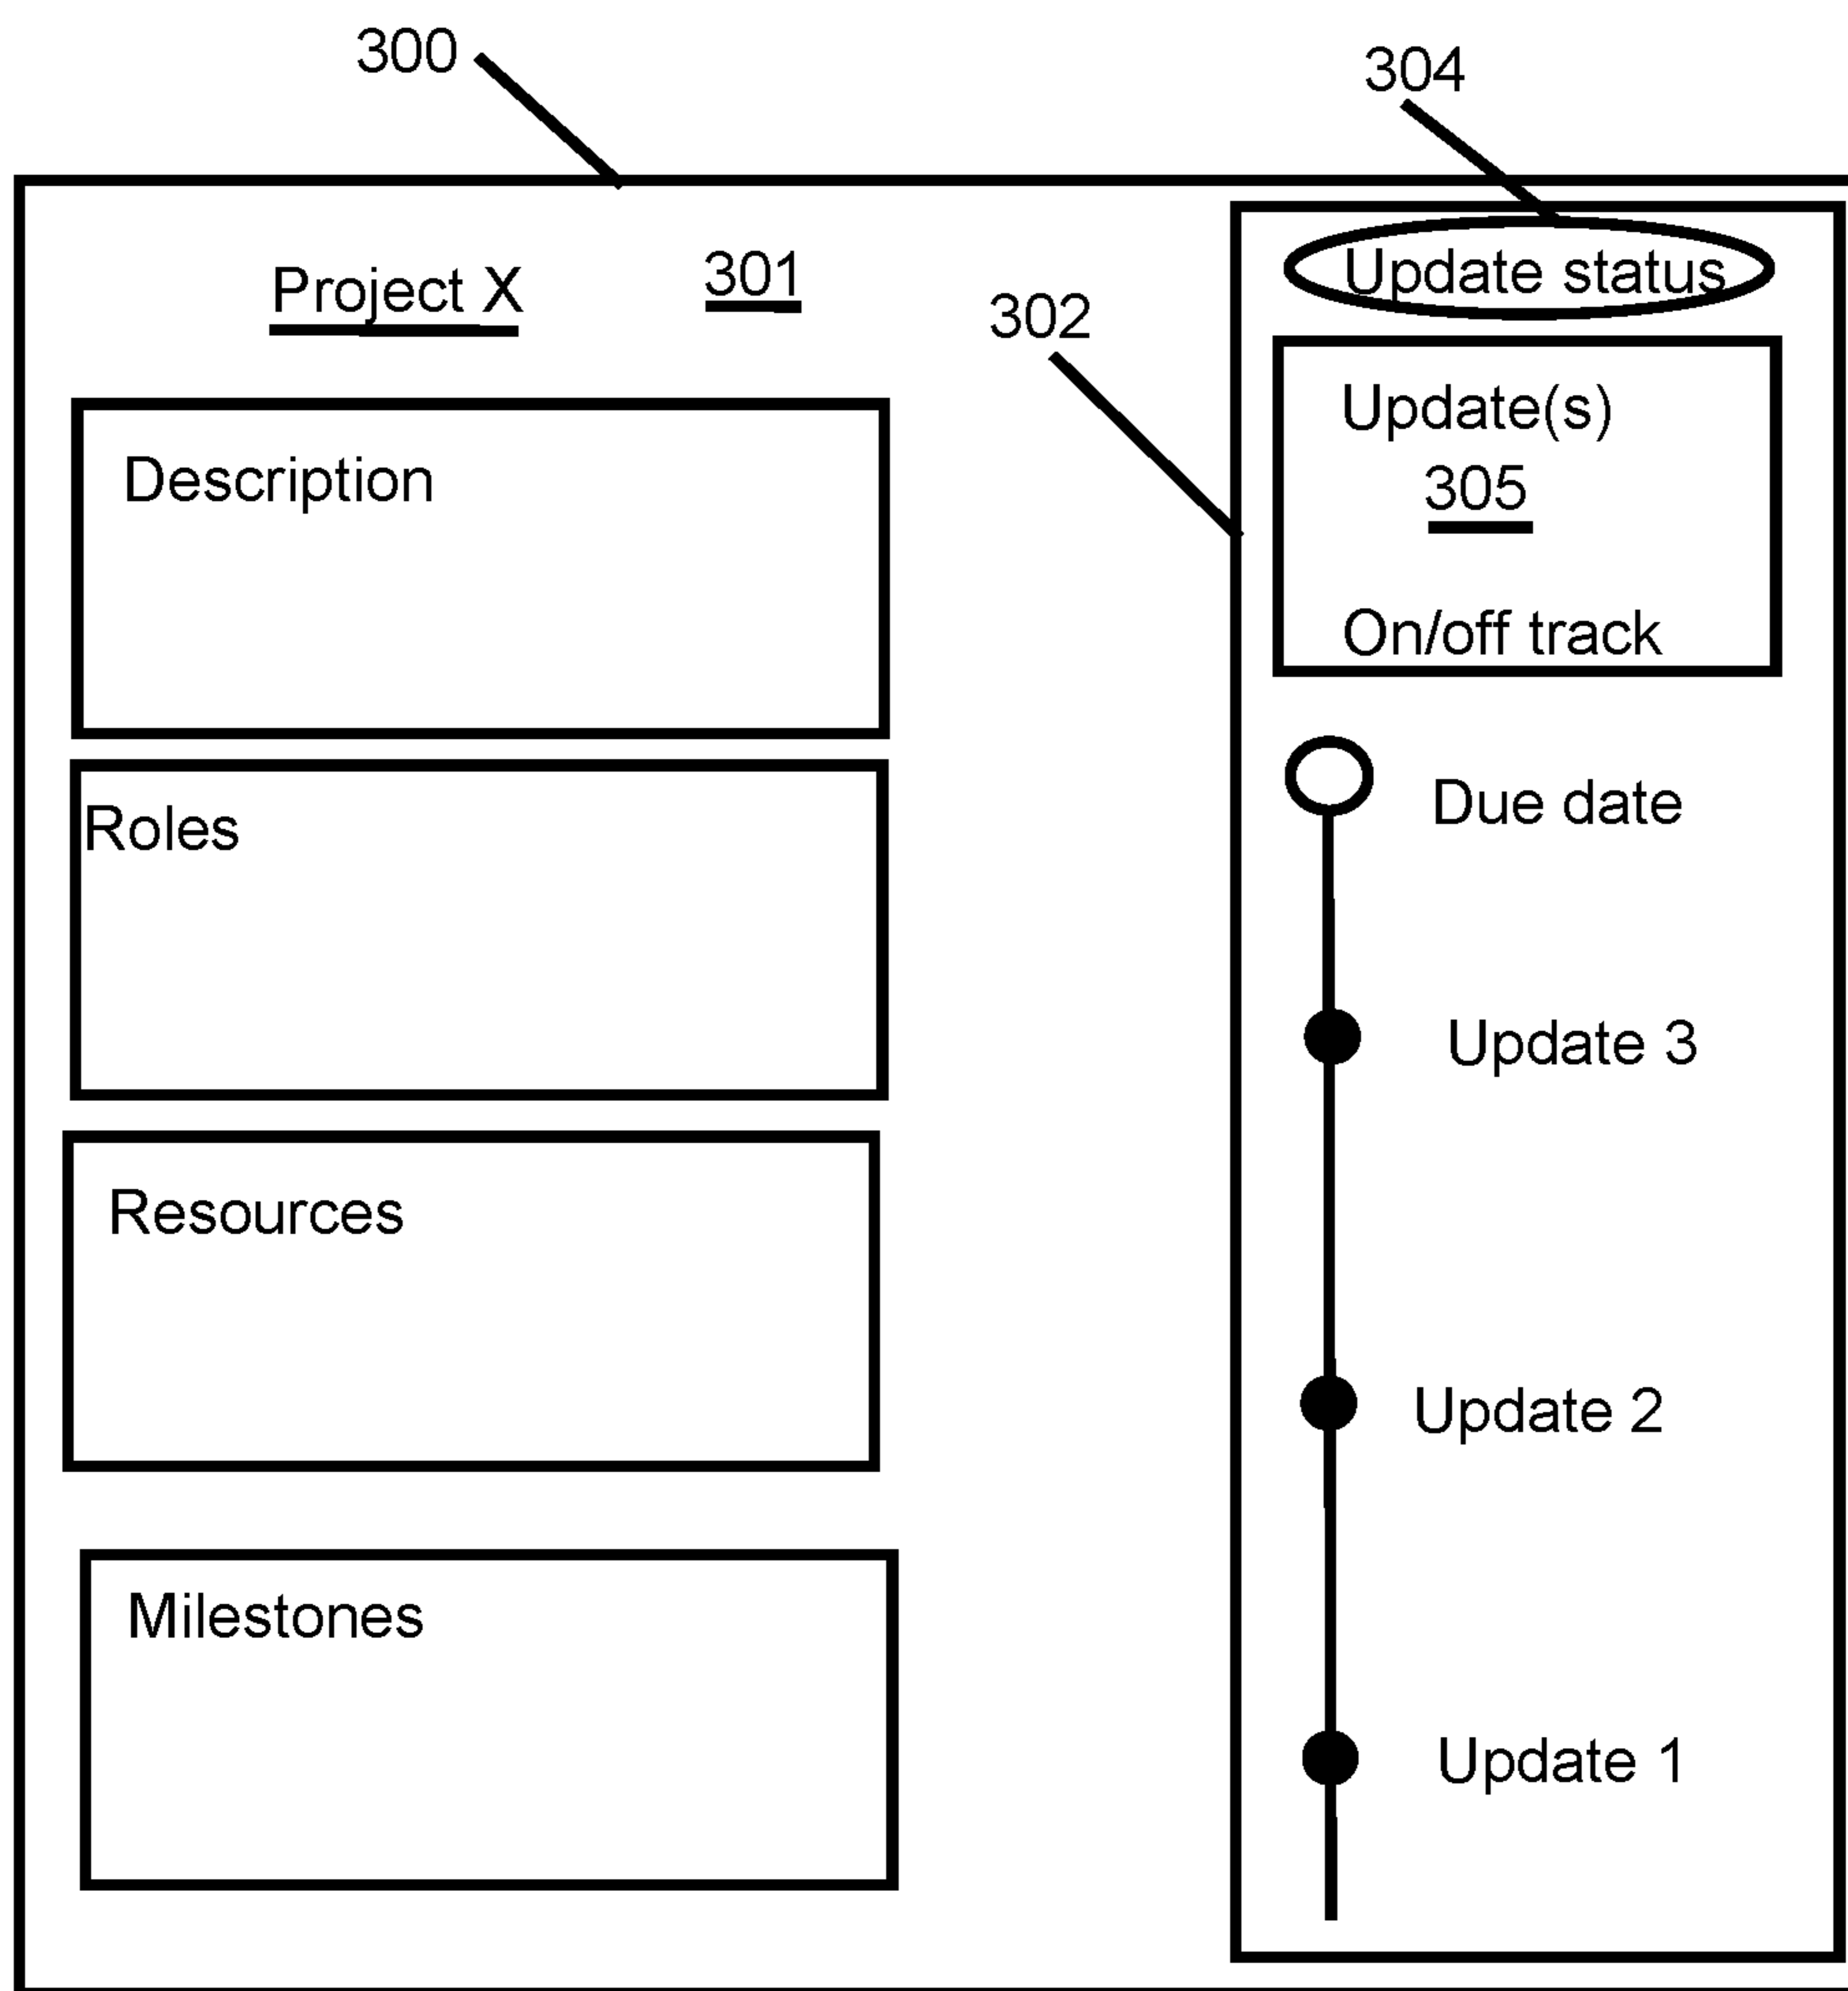 300
304
Project X
301
302
Update status
Update(s)
305
On/off track
Description
Roles
Resources
Milestones
Due date
Update 3
Update 2
Update 1